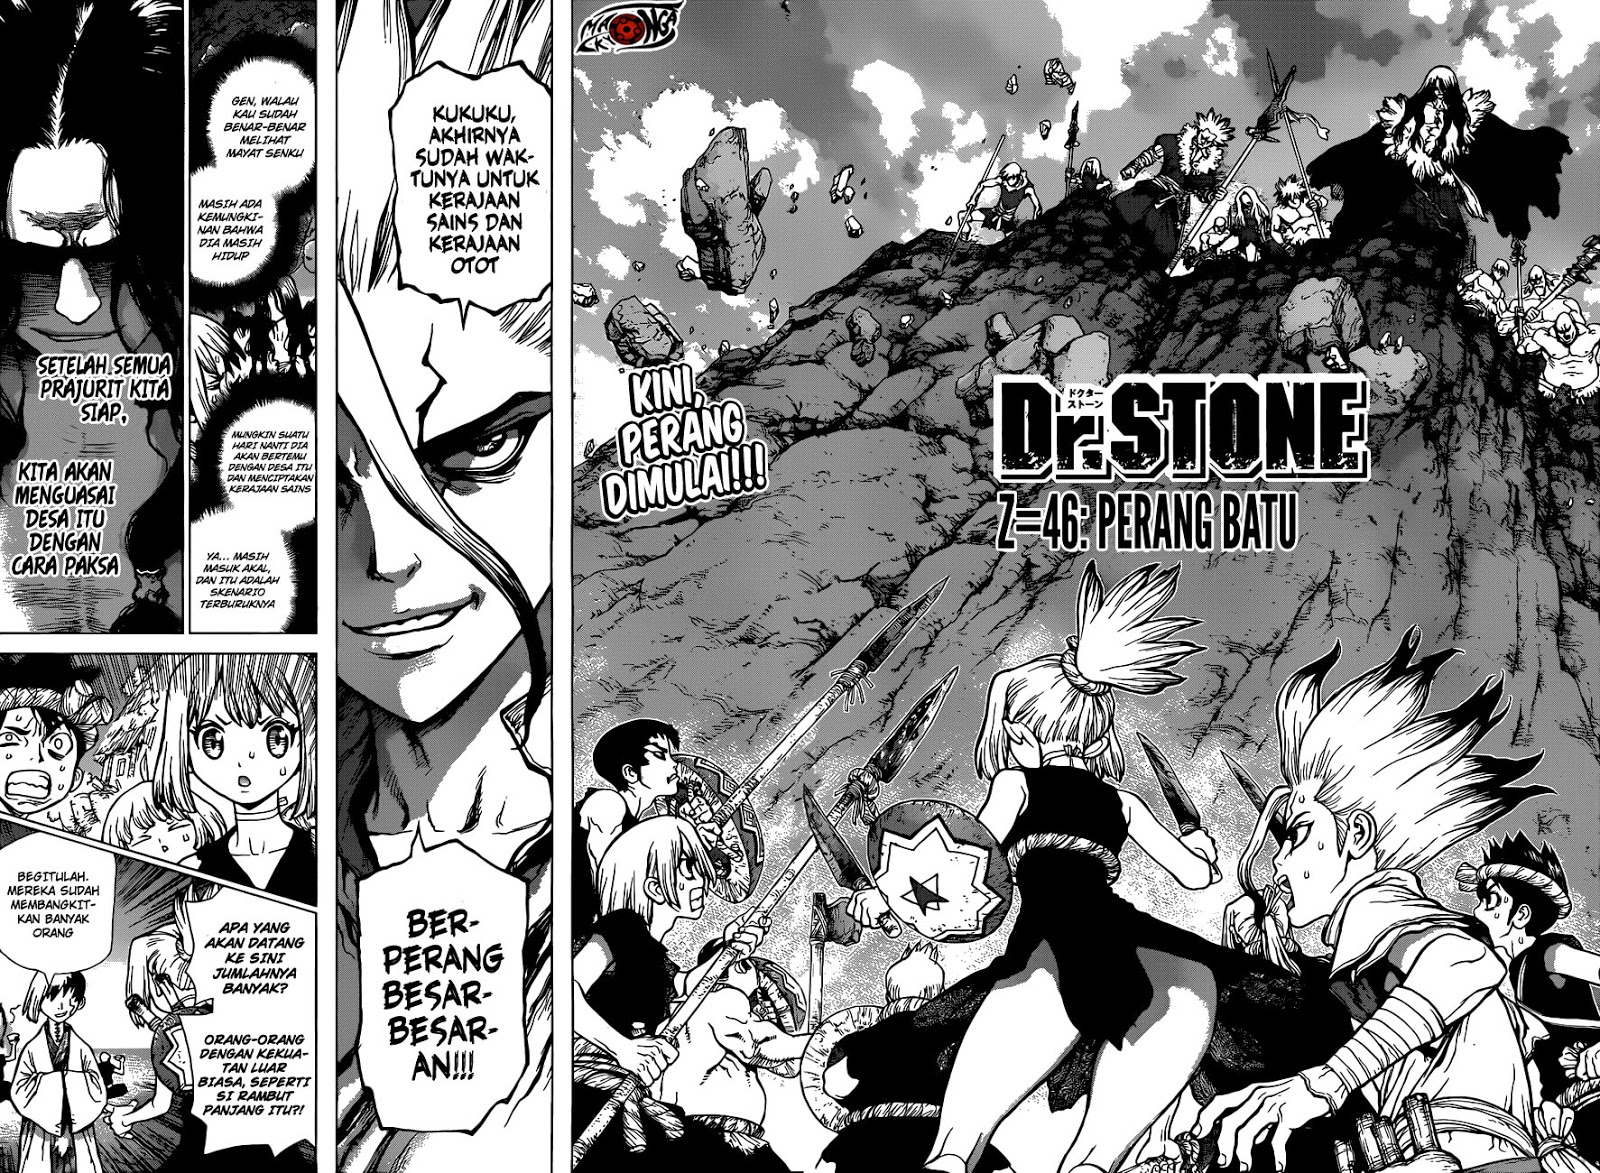 MANGA
KINI,
PERANG
DIMULAI!!!!
ドクター
ストーン
Dr.STONE
Z=46: PERANG BATU
KUKUKU,
AKHIRNYA
SUDAH WAK-
TUNYA UNTUK
KERAJAAN
SAINS DAN
KERAJAAN
OTOT
BER-
PERANG
BESAR-
BESAR-
AN!!!
GEN, WALAU
KAU SUDAH
BENAR-BENAR
MELIHAT
MAYAT SENKU
MASIH ADA
KEMUNGKI-
NAN BAHWA
DIA MASIH
HIDUP
MUNGKIN SUATU
HARI NANTI DIA
AKAN BERTEMU
DENGAN DESA ITU
DAN MENCIPTAKAN
KERAJAAN SAINS
YA... MASIH
MASUK AKAL,
DAN ITU ADALAH
SKENARIO
TERBURUKNYA
SETELAH SEMUA
PRAJURIT KITA
SIAP,
KITA AKAN
MENGUASAI
DESA ITU
DENGAN
CARA PAKSA
APA YANG
AKAN DATANG
KE SINI
JUMLAHNYA
BANYAK?
ORANG-ORANG
DENGAN KEKUA-
TAN LUAR
BIASA, SEPERTI
SI RAMBUT
PANJANG ITU?!
BEGITULAH.
MEREKA SUDAH
MEMBANGKIT-
KAN BANYAK
ORANG